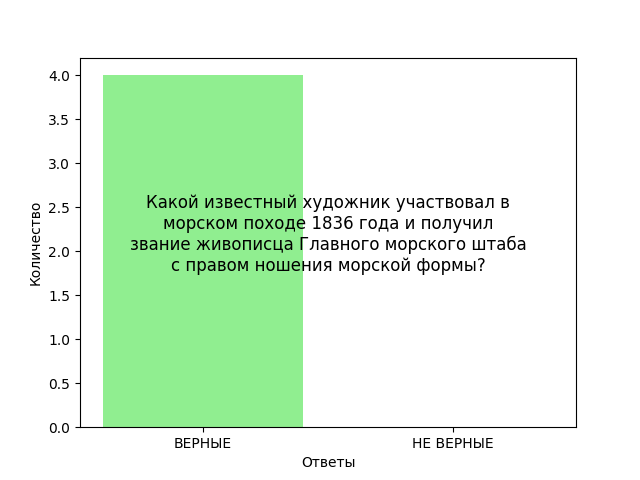 4.0
3.5
3.0
2.5
2.0
1.5
1.0
0.5
0.0
Количество
Какой известный художник участвовал в
морском походе 1836 года и получил
звание живописца Главного морского штаба
с правом ношения морской формы?
ВЕРНЫЕ
НЕ ВЕРНЫЕ
Ответы